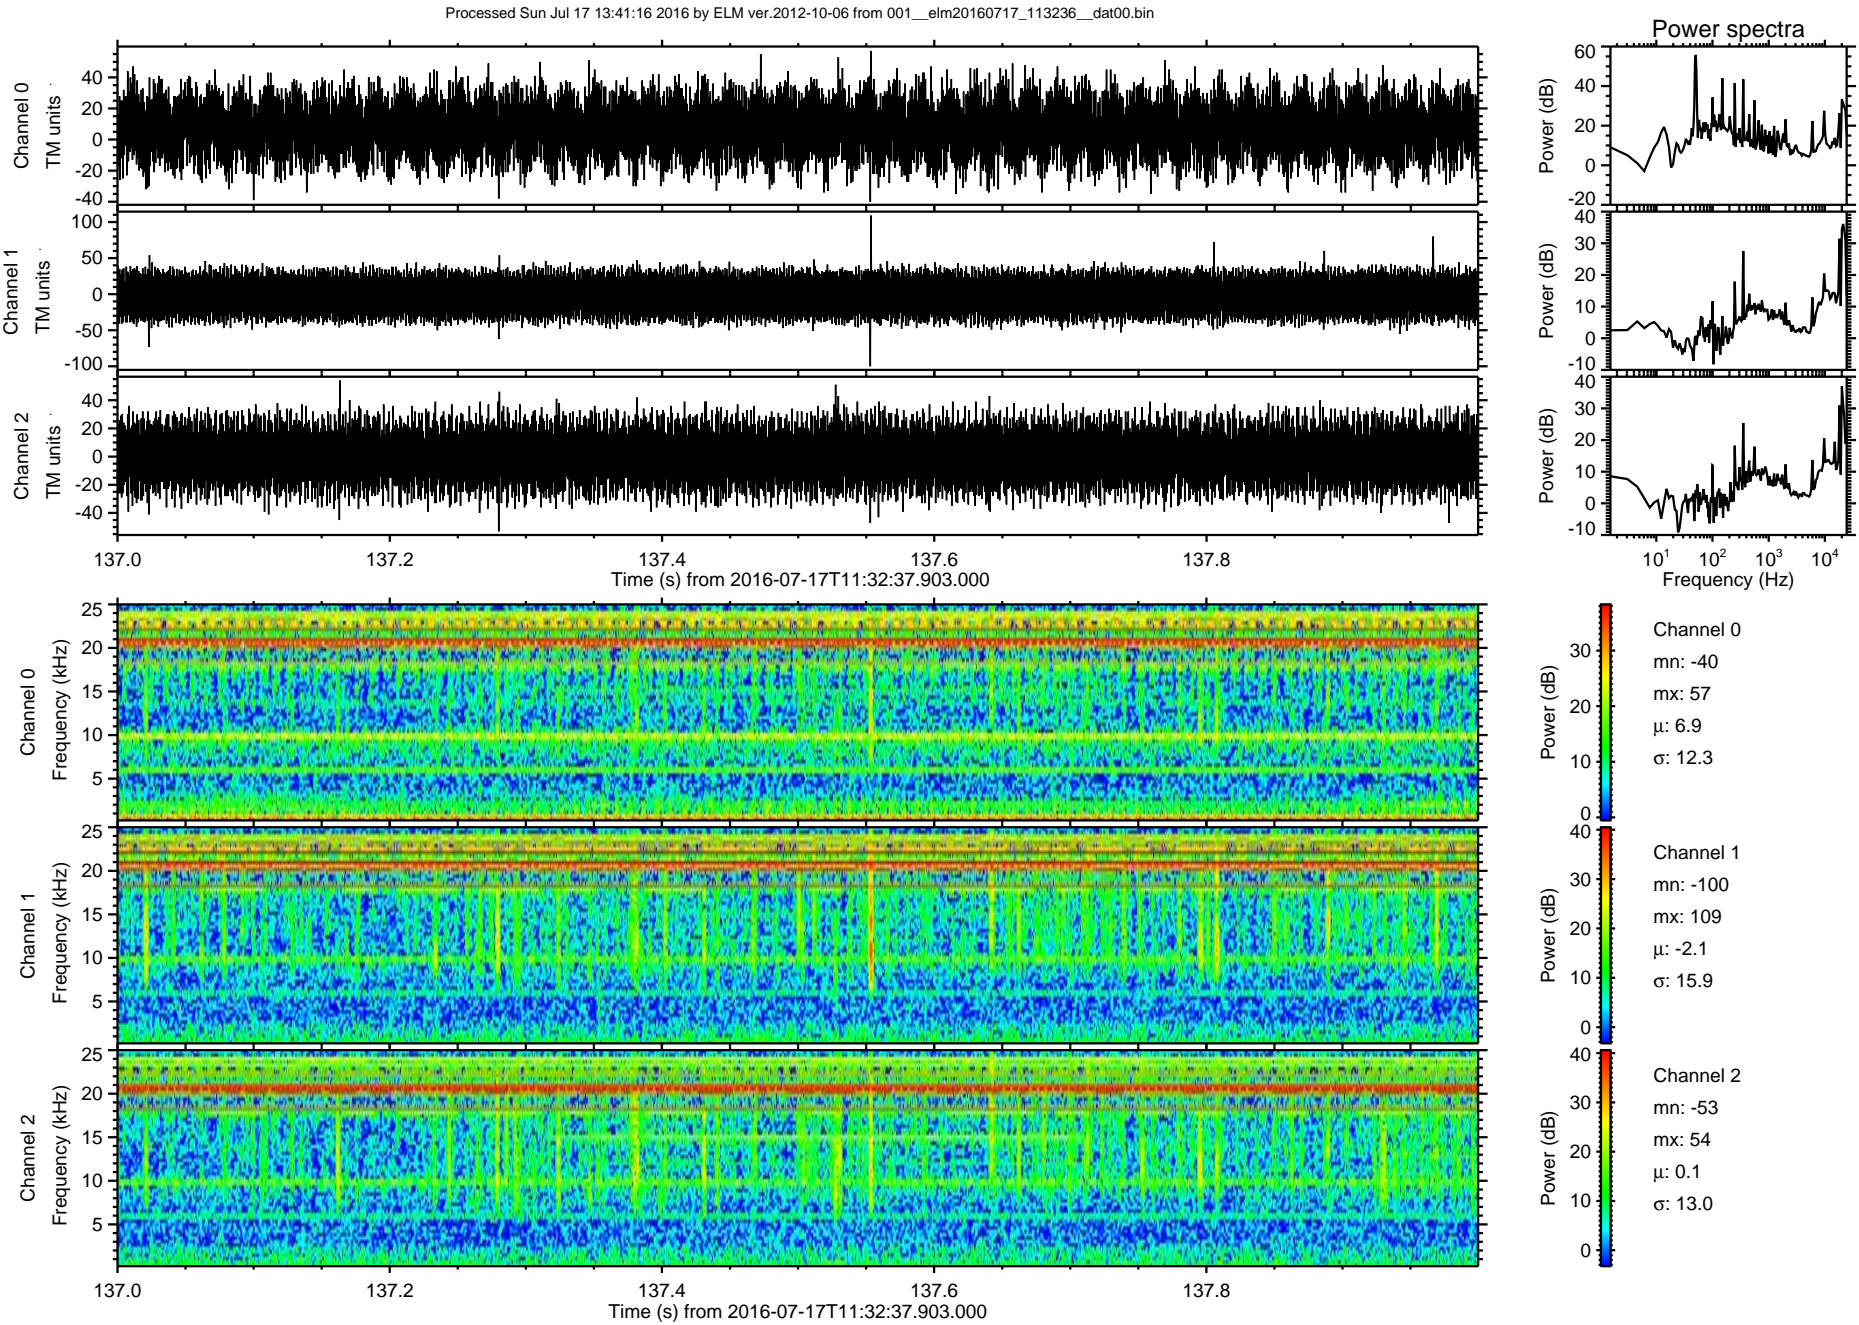 Processed Sun Jul 17 13:41:16 2016 by ELM ver.2012-10-06 from 001__elm20160717_113236__dat00.bin
Power spectra
Channel 0
TM units
40
20
0
-20
-40
Power (dB)
60
40
20
0
-20
Channel 1
TM units
100
50
0
-50
-100
Power (dB)
40
30
20
10
0
-10
Channel 2
TM units
40
20
0
-20
-40
Power (dB)
40
30
20
10
0
-10
137.0 137.2 137.4 137.6 137.8
Time (s) from 2016-07-17T11:32:37.903.000
10^1 10^2 10^3 10^4
Frequency (Hz)
Channel 0
Frequency (kHz)
25
20
15
10
5
Power (dB)
30
20
10
0
Channel 0
mn: -40
mx: 57
µ: 6.9
σ: 12.3
Channel 1
Frequency (kHz)
25
20
15
10
5
Power (dB)
40
30
20
10
0
Channel 1
mn: -100
mx: 109
µ: -2.1
σ: 15.9
Channel 2
Frequency (kHz)
25
20
15
10
5
Power (dB)
40
30
20
10
0
Channel 2
mn: -53
mx: 54
µ: 0.1
σ: 13.0
137.0 137.2 137.4 137.6 137.8
Time (s) from 2016-07-17T11:32:37.903.000